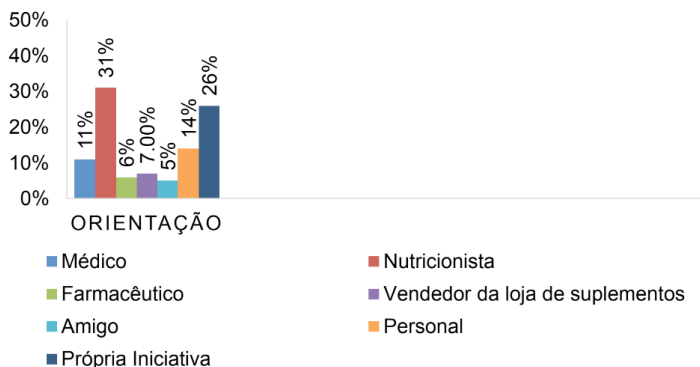 50%
40%
30%
20%
10%
0%
11%
31%
6%
7.00%
5%
14%
26%
ORIENTAÇÃO
Médico
Nutricionista
Farmacêutico
Vendedor da loja de suplementos
Amigo
Personal
Própria Iniciativa